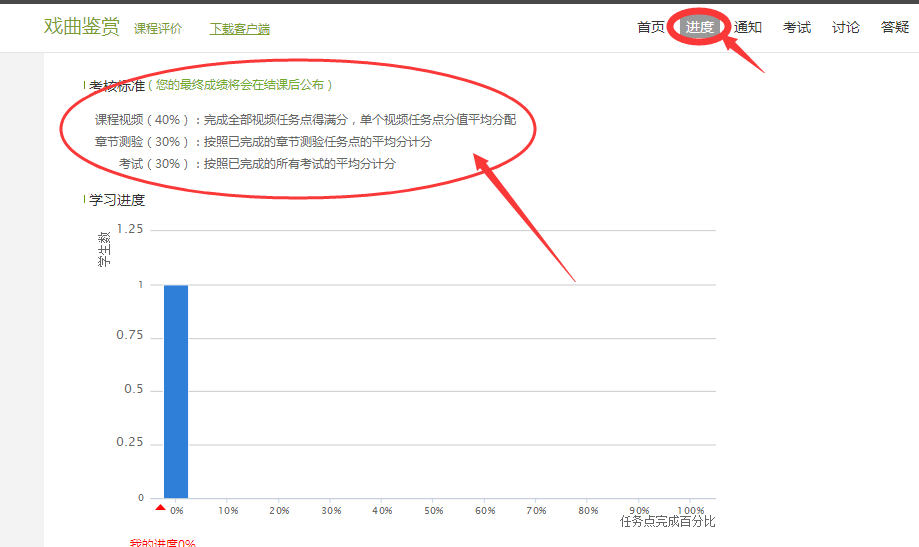 戏曲鉴赏 课程评价 下载客户端 首页 进度 通知 考试 讨论 答疑
考核标准 ( 您的最终成绩将会在结课后公布 )
课程视频 ( 40% ) : 完成全部视频任务点得满分，单个视频任务点分值平均分配
章节测验 ( 30% ) : 按照已完成的章节测验任务点的平均分计分
考试 ( 30% ) : 按照已完成的所有考试的平均分计分
学习进度
学生数
1.25
1
0.75
0.5
0.25
0
0% 10% 20% 30% 40% 50% 60% 70% 80% 90% 100%
任务点完成百分比
我的进度0%